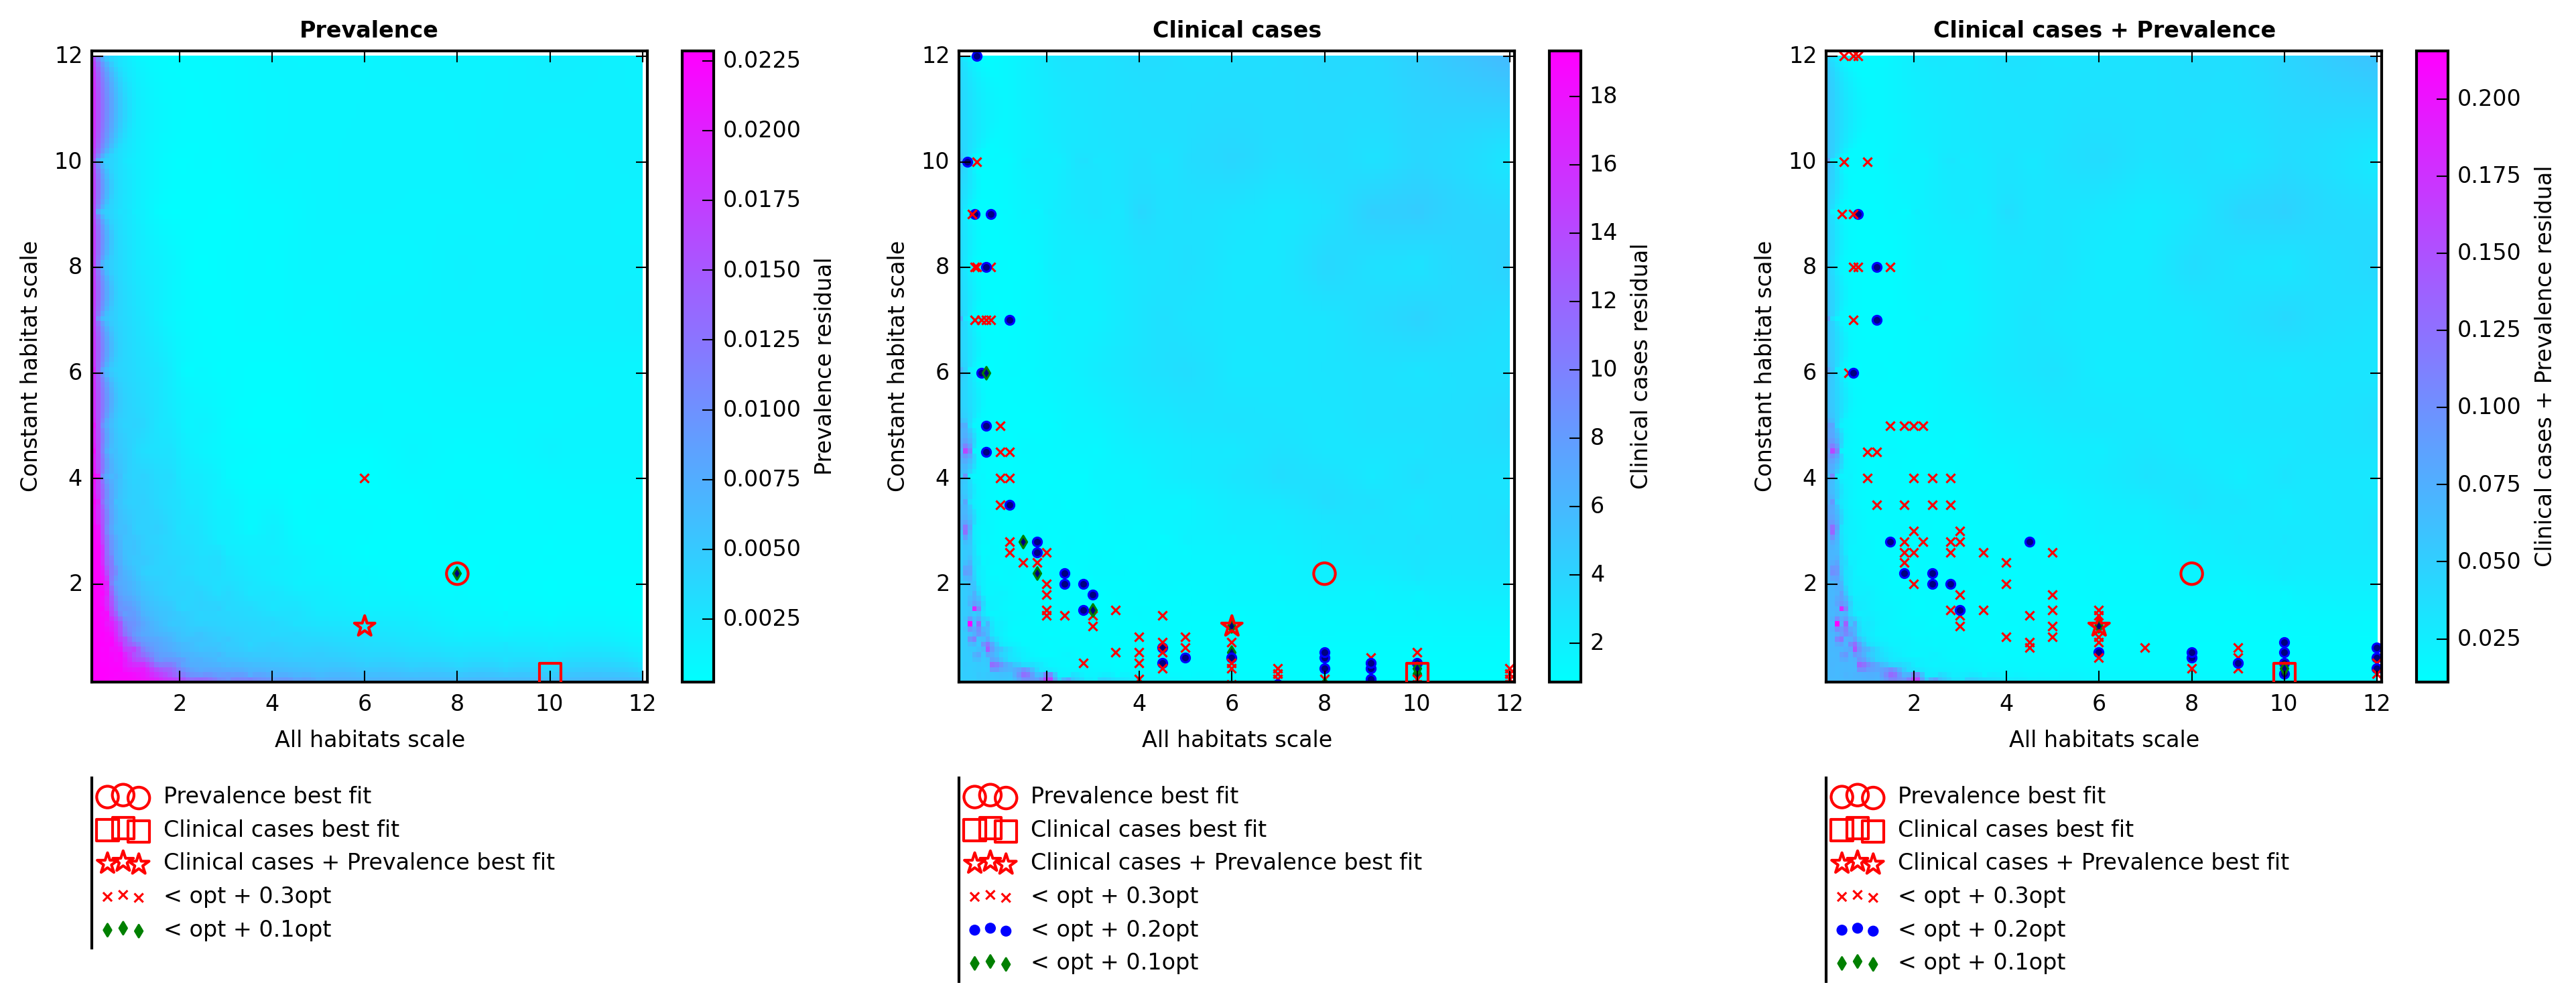 Prevalence
12
10
8
6
4
2
2 4 6 8 10 12
Constant habitat scale
All habitats scale
0.0225
0.0200
0.0175
0.0150
0.0125
0.0100
0.0075
0.0050
0.0025
Prevalence residual
Prevalence best fit
Clinical cases best fit
Clinical cases + Prevalence best fit
< opt + 0.3opt
< opt + 0.1opt
Clinical cases
12
10
8
6
4
2
2 4 6 8 10 12
Constant habitat scale
All habitats scale
18
16
14
12
10
8
6
4
2
Clinical cases residual
Prevalence best fit
Clinical cases best fit
Clinical cases + Prevalence best fit
< opt + 0.3opt
< opt + 0.2opt
< opt + 0.1opt
Clinical cases + Prevalence
12
10
8
6
4
2
2 4 6 8 10 12
Constant habitat scale
All habitats scale
0.200
0.175
0.150
0.125
0.100
0.075
0.050
0.025
Clinical cases + Prevalence residual
Prevalence best fit
Clinical cases best fit
Clinical cases + Prevalence best fit
< opt + 0.3opt
< opt + 0.2opt
< opt + 0.1opt